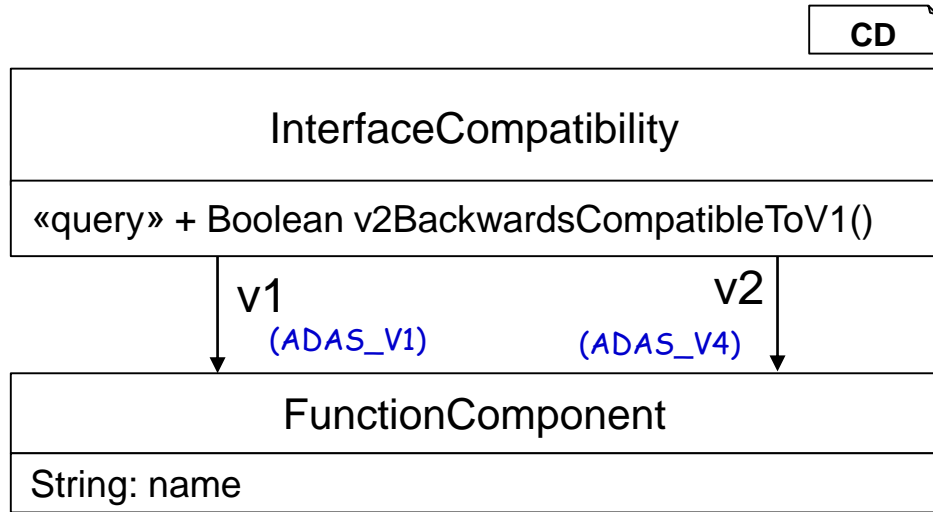 CD
InterfaceCompatibility
«query» + Boolean v2BackwardsCompatibleToV1()
v1 v2
(ADAS_V1) (ADAS_V4)
FunctionComponent
String: name